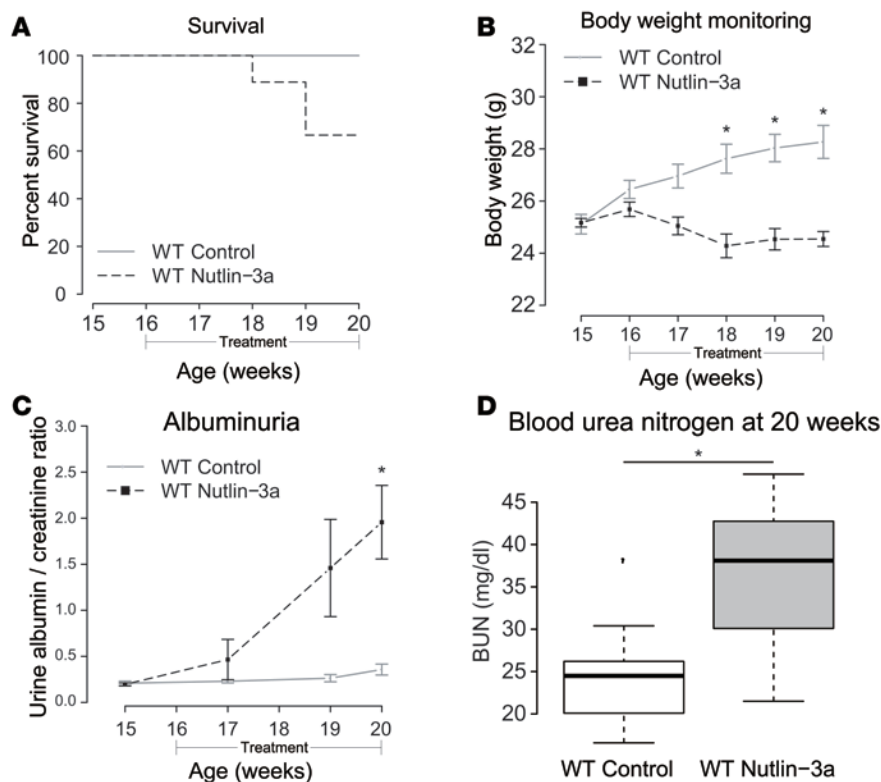 A
Survival
Percent survival
100
80
60
40
20
0
WT Control
WT Nutlin-3a
15 16 17 18 19 20
Treatment
Age (weeks)
B
Body weight monitoring
Body weight (g)
32
30
28
26
24
22
WT Control
WT Nutlin-3a
* * *
15 16 17 18 19 20
Treatment
Age (weeks)
C
Albuminuria
Urine albumin / creatinine ratio
3.0
2.5
2.0
1.5
1.0
0.5
0.0
WT Control
WT Nutlin-3a
*
15 16 17 18 19 20
Treatment
Age (weeks)
D
Blood urea nitrogen at 20 weeks
*
BUN (mg/dl)
45
40
35
30
25
20
WT Control WT Nutlin-3a